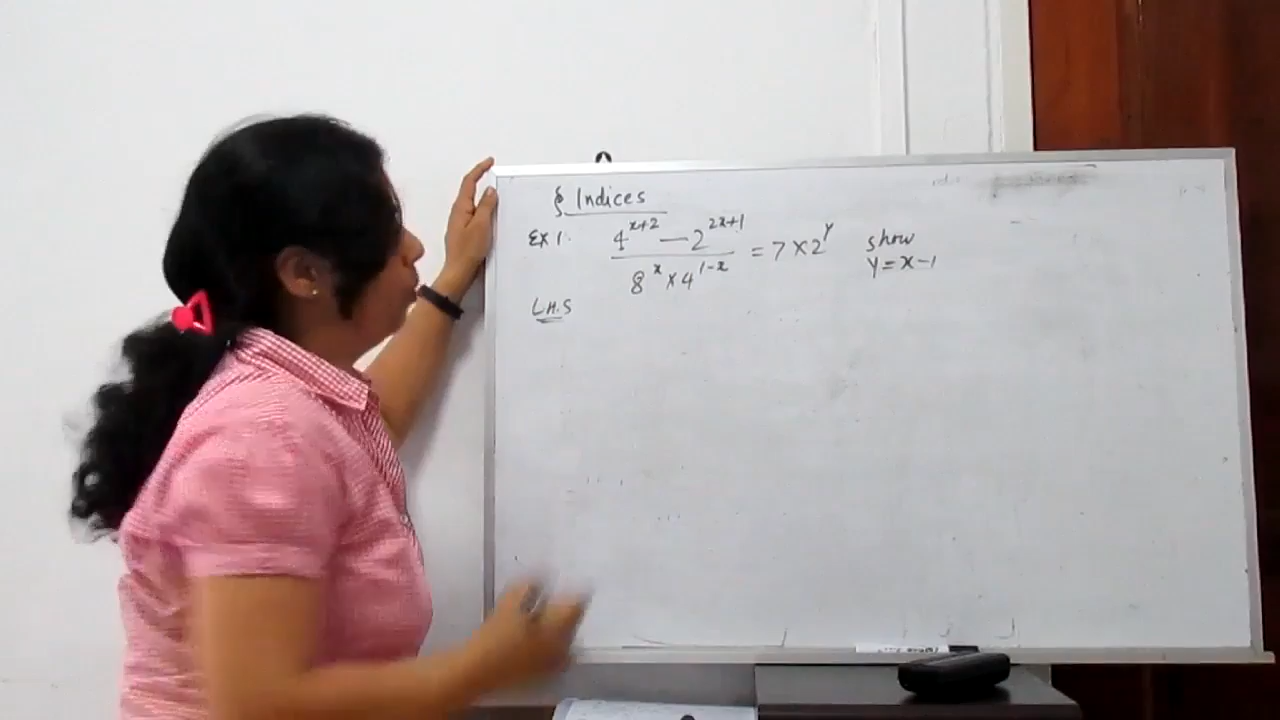 § Indices
Ex 1. (4^(x+2) − 2^(2x+1)) / (8^x × 4^(1-x)) = 7 × 2^y show
y = x − 1
L.H.S